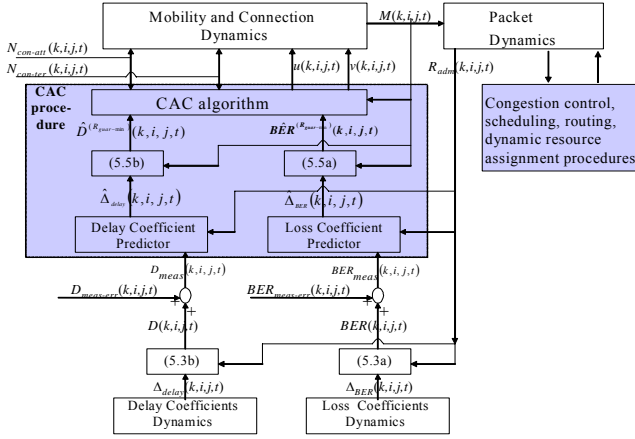 Mobility and Connection
Dynamics
M(k,i,j,t)
Packet
Dynamics
N_con-att(k,i,j,t)
N_con-ter(k,i,j,t)
u(k,i,j,t)
v(k,i,j,t)
R_adm(k,i,j,t)
CAC
proce-
dure
CAC algorithm
Congestion control,
scheduling, routing,
dynamic resource
assignment procedures
D̂^(R_guar-min)(k,i,j,t)
BÊR^(R_guar-min)(k,i,j,t)
(5.5b)
(5.5a)
Δ̂_delay(k,i,j,t)
Δ̂_BER(k,i,j,t)
Delay Coefficient
Predictor
Loss Coefficient
Predictor
D_meas(k,i,j,t)
BER_meas(k,i,j,t)
D_meas-err(k,i,j,t)
BER_meas-err(k,i,j,t)
+
+
+
+
D(k,i,j,t)
BER(k,i,j,t)
(5.3b)
(5.3a)
Δ_delay(k,i,j,t)
Δ_BER(k,i,j,t)
Delay Coefficients
Dynamics
Loss Coefficients
Dynamics